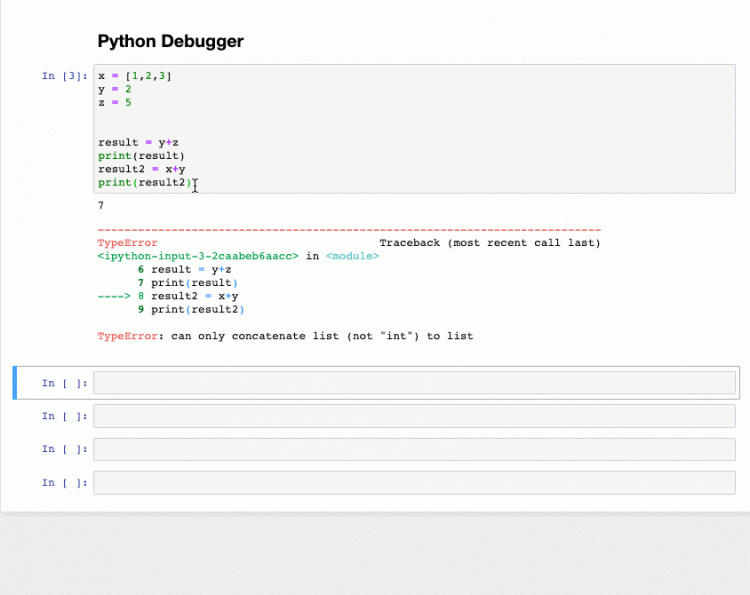 Python Debugger
In [3]: x = [1,2,3]
y = 2
z = 5
result = y+z
print(result)
result2 = x+y
print(result2)
7
---------------------------------------------------------------------------
TypeError Traceback (most recent call last)
<ipython-input-3-2caabeb6aacc> in <module>
6 result = y+z
7 print(result)
----> 8 result2 = x+y
9 print(result2)
TypeError: can only concatenate list (not "int") to list
In [ ]:
In [ ]:
In [ ]:
In [ ]: